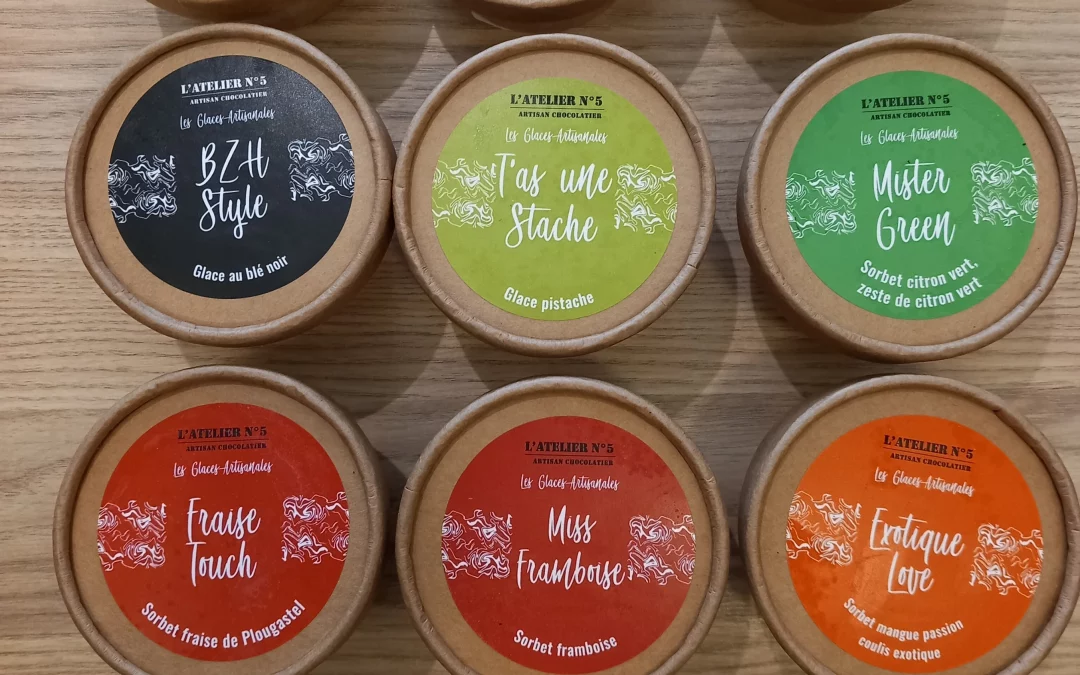 L'ATELIER N°5
ARTISAN CHOCOLATIER
Les Glaces Artisanales
BZH
Style
Glace au blé noir
L'ATELIER N°5
ARTISAN CHOCOLATIER
Les Glaces Artisanales
T'as une
Stache
Glace pistache
L'ATELIER N°5
ARTISAN CHOCOLATIER
Les Glaces Artisanales
Mister
Green
Sorbet citron vert,
zeste de citron vert
L'ATELIER N°5
ARTISAN CHOCOLATIER
Les Glaces Artisanales
Fraise
Touch
Sorbet fraise de Plougastel
L'ATELIER N°5
ARTISAN CHOCOLATIER
Les Glaces Artisanales
Miss
Framboise
Sorbet framboise
L'ATELIER N°5
ARTISAN CHOCOLATIER
Les Glaces Artisanales
Exotique
Love
Sorbet mangue passion
coulis exotique